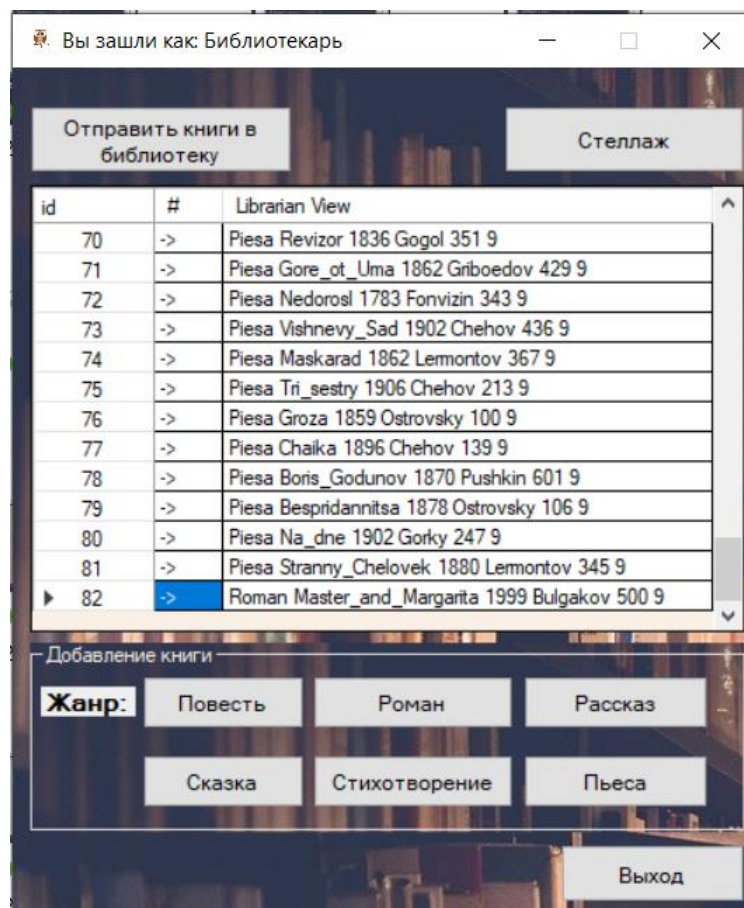 Вы зашли как: Библиотекарь
Отправить книги в
библиотеку
Стеллаж
id # Librarian View
70 -> Piesa Revizor 1836 Gogol 351 9
71 -> Piesa Gore_ot_Uma 1862 Griboedov 429 9
72 -> Piesa Nedorosl 1783 Fonvizin 343 9
73 -> Piesa Vishnevy_Sad 1902 Chehov 436 9
74 -> Piesa Maskarad 1862 Lermontov 367 9
75 -> Piesa Tri_sestry 1906 Chehov 213 9
76 -> Piesa Groza 1859 Ostrovsky 100 9
77 -> Piesa Chaika 1896 Chehov 139 9
78 -> Piesa Boris_Godunov 1870 Pushkin 601 9
79 -> Piesa Bespridannitsa 1878 Ostrovsky 106 9
80 -> Piesa Na_dne 1902 Gorky 247 9
81 -> Piesa Stranny_Chelovek 1880 Lermontov 345 9
82 -> Roman Master_and_Margarita 1999 Bulgakov 500 9
Добавление книги
Жанр: Повесть Роман Рассказ
Сказка Стихотворение Пьеса
Выход